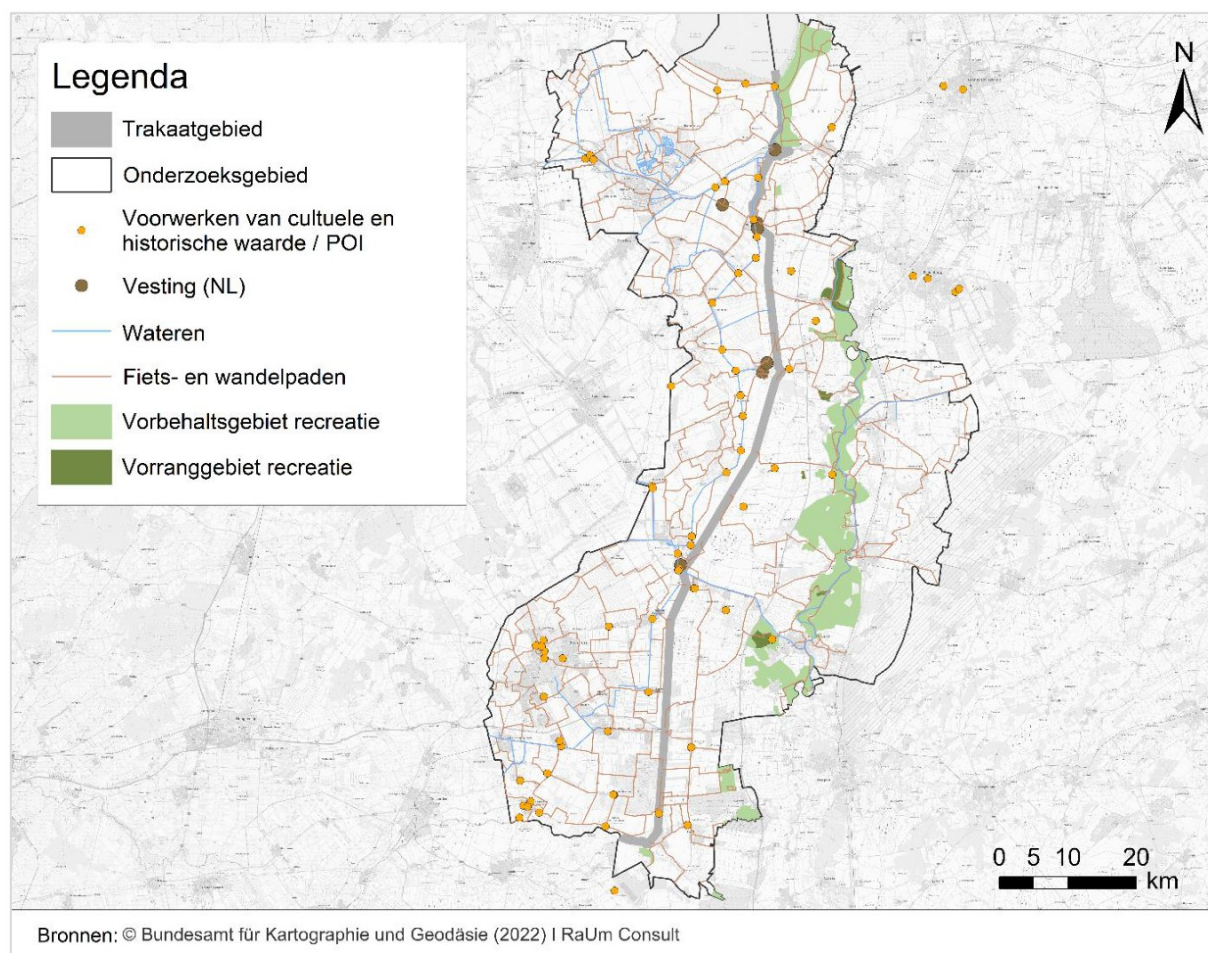 Legenda
Trakaatgebied
Onderzoeksgebied
Voorwerken van cultuele en
historische waarde / POI
Vesting (NL)
Wateren
Fiets- en wandelpaden
Vorbehaltsgebiet recreatie
Vorranggebiet recreatie
N
0 5 10 20
km
Bronnen: © Bundesamt für Kartographie und Geodäsie (2022) I RaUm Consult